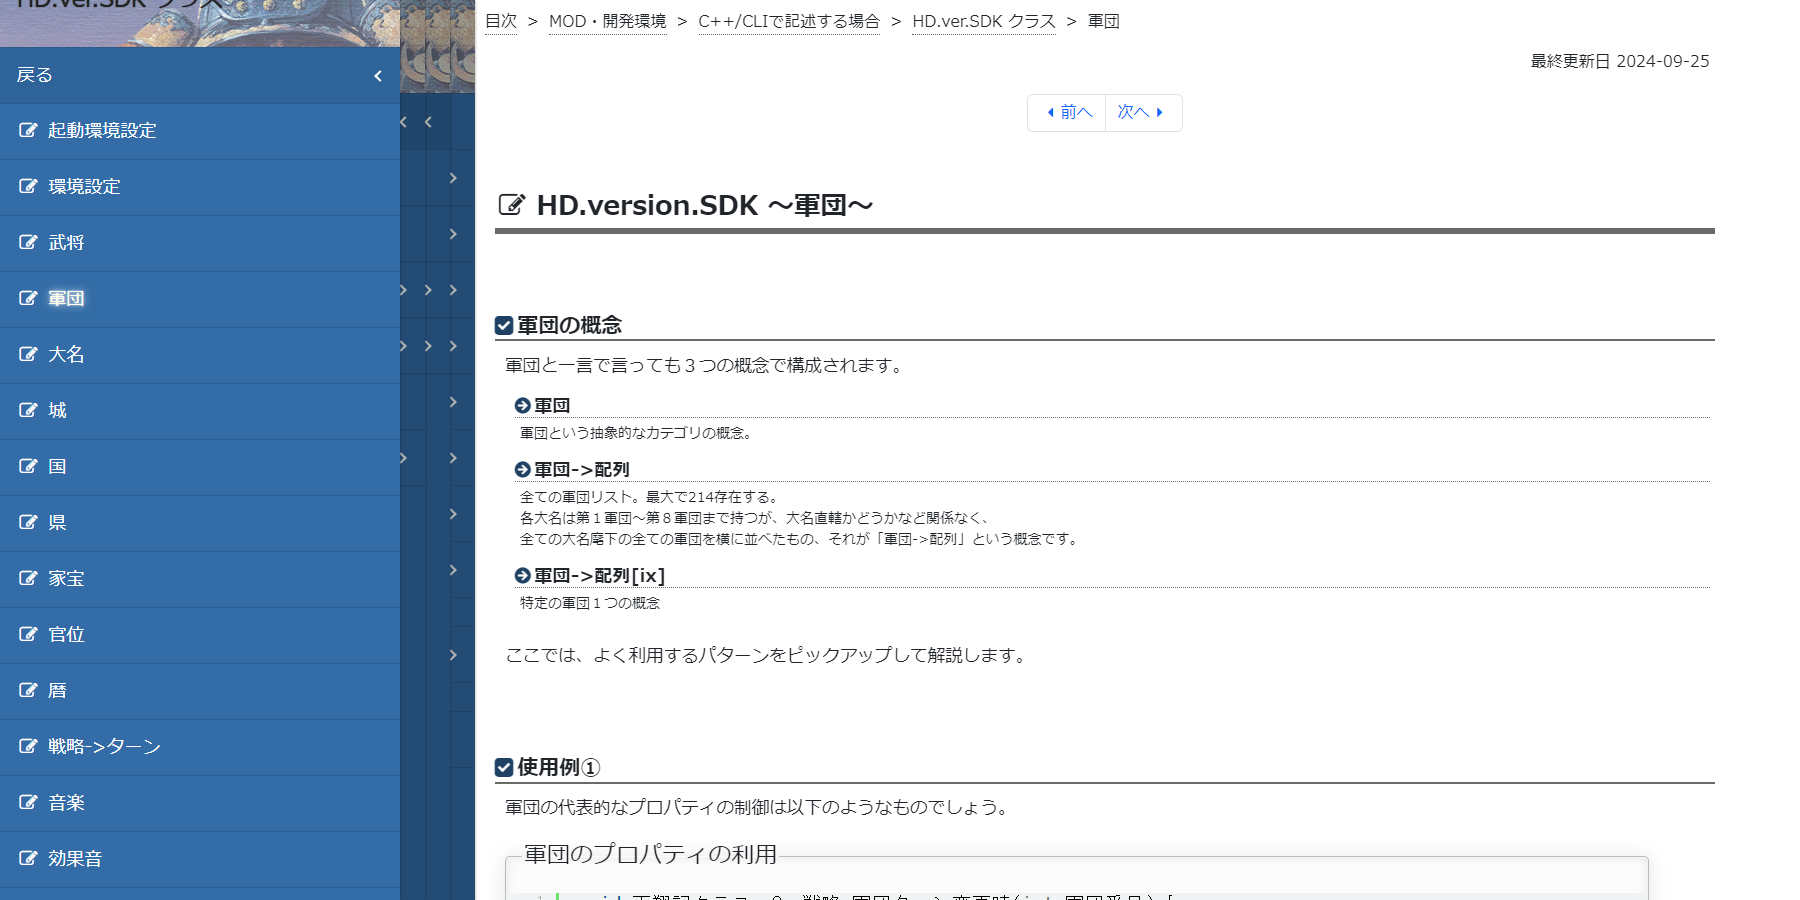 HD.ver.SDK クラス
戻る
起動環境設定
環境設定
武将
軍団
大名
城
国
県
家宝
官位
暦
戦略->ターン
音楽
効果音
目次 > MOD・開発環境 > C++/CLIで記述する場合 > HD.ver.SDK クラス > 軍団
最終更新日 2024-09-25
前へ 次へ
HD.version.SDK ～軍団～
軍団の概念
軍団と一言で言っても３つの概念で構成されます。
軍団
軍団という抽象的なカテゴリの概念。
軍団->配列
全ての軍団リスト。最大で214存在する。
各大名は第１軍団～第８軍団まで持つが、大名直轄かどうかなど関係なく、
全ての大名麾下の全ての軍団を横に並べたもの、それが「軍団->配列」という概念です。
軍団->配列[ix]
特定の軍団１つの概念
ここでは、よく利用するパターンをピックアップして解説します。
使用例①
軍団の代表的なプロパティの制御は以下のようなものでしょう。
軍団のプロパティの利用